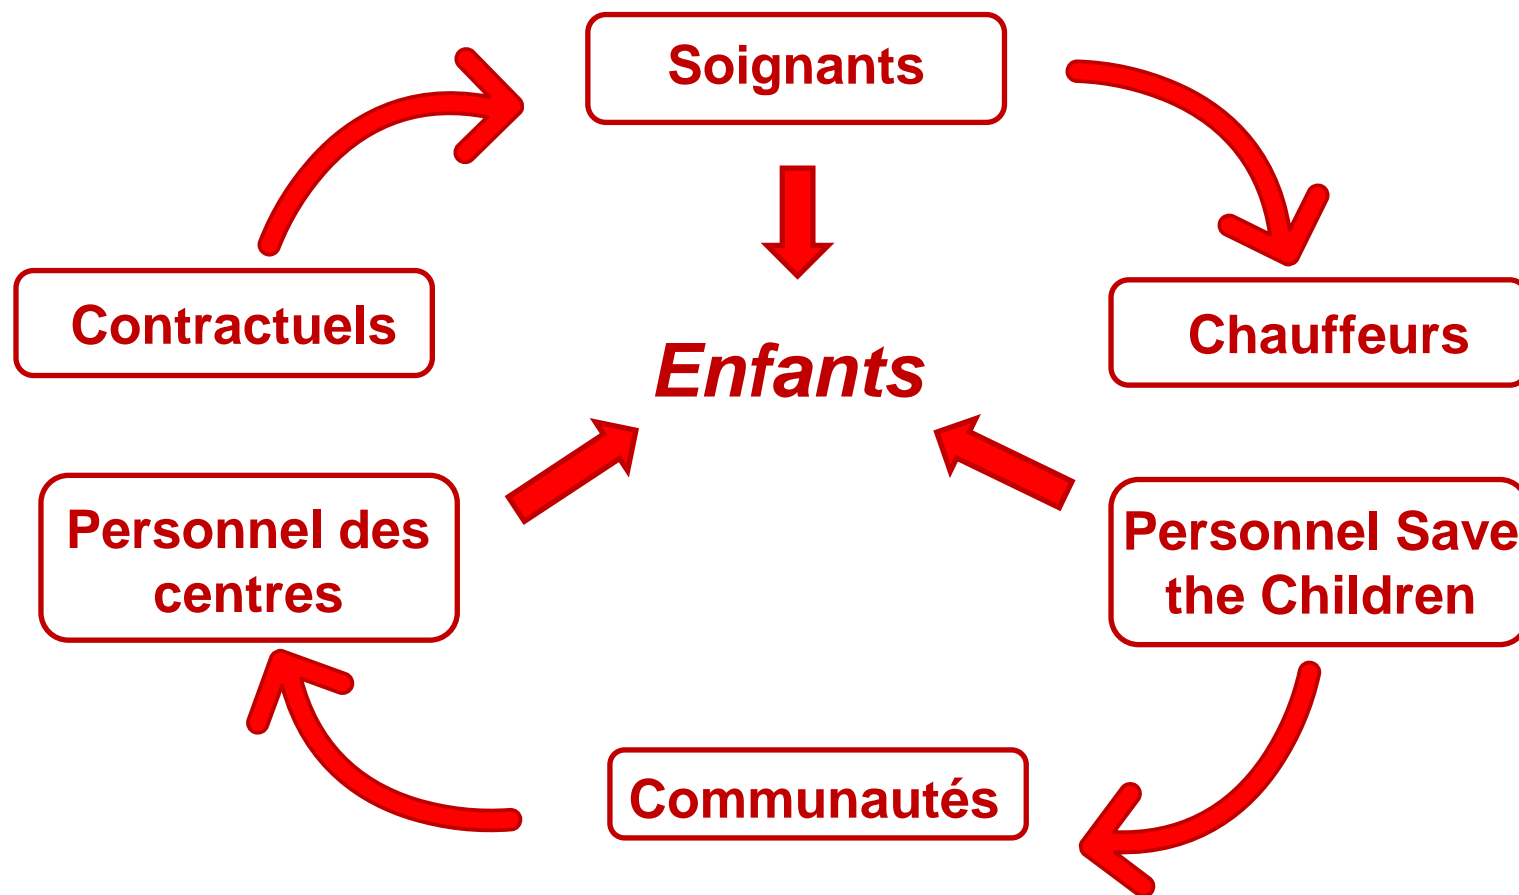 Soignants
Contractuels
Chauffeurs
Enfants
Personnel des
centres
Personnel Save
the Children
Communautés